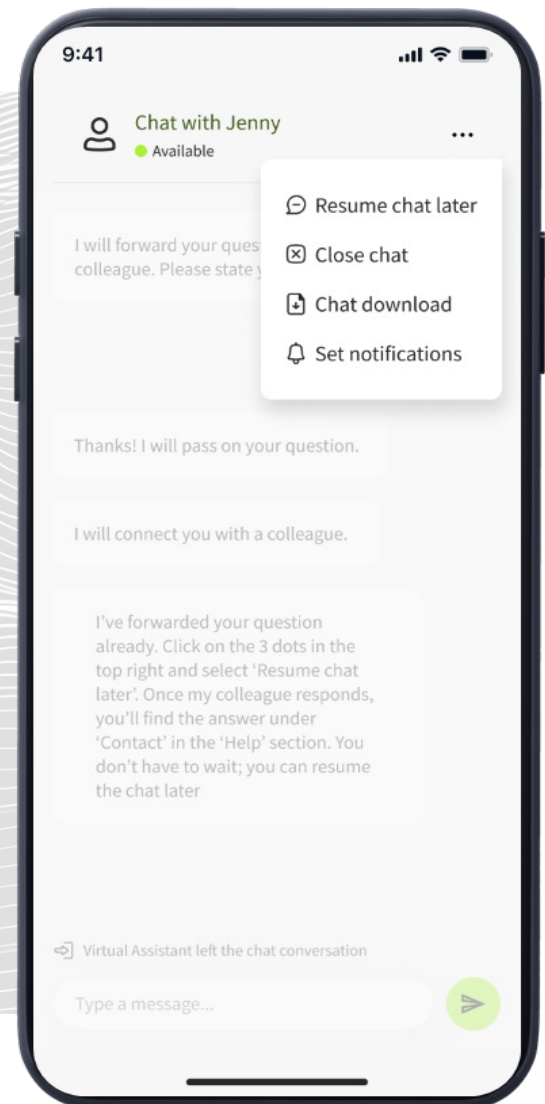 9:41
Chat with Jenny
Available
...
Resume chat later
Close chat
Chat download
Set notifications
I will forward your ques
colleague. Please state
Thanks! I will pass on your question.
I will connect you with a colleague.
I’ve forwarded your question
already. Click on the 3 dots in the
top right and select ‘Resume chat
later’. Once my colleague responds,
you’ll find the answer under
‘Contact’ in the ‘Help’ section. You
don’t have to wait; you can resume
the chat later
Virtual Assistant left the chat conversation
Type a message...